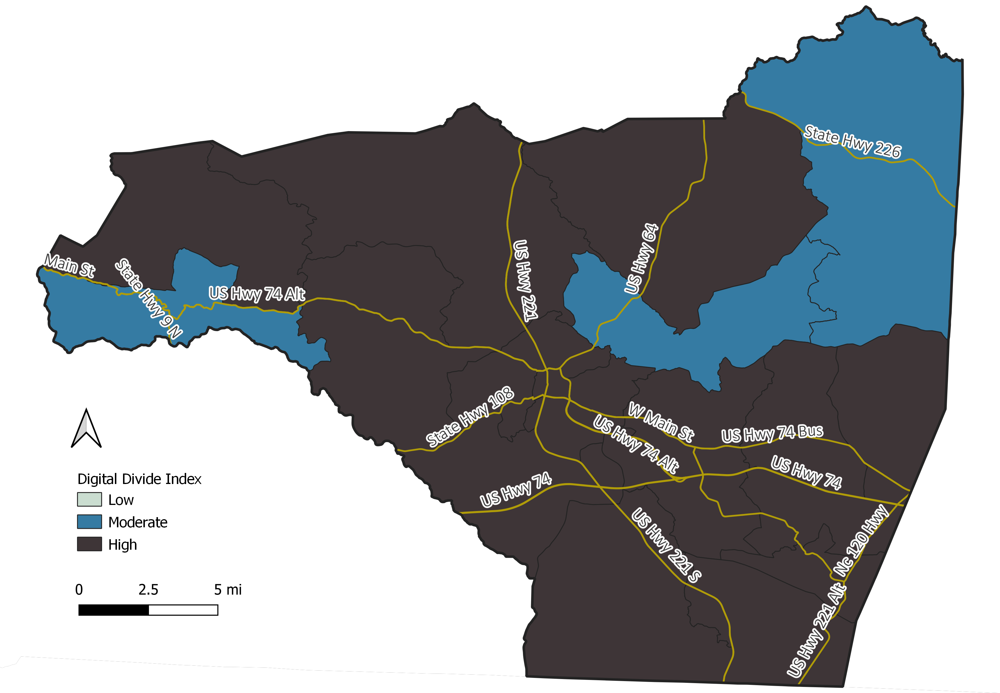 State Hwy 226
US Hwy 64
US Hwy 221
Main St
State Hwy 9 N
US Hwy 74 Alt
State Hwy 108
W Main St
US Hwy 74 Alt
US Hwy 74 Bus
US Hwy 74
US Hwy 74
US Hwy 221 S
Nc 120 Hwy
US Hwy 221 Alt
Digital Divide Index
Low
Moderate
High
0 2.5 5 mi